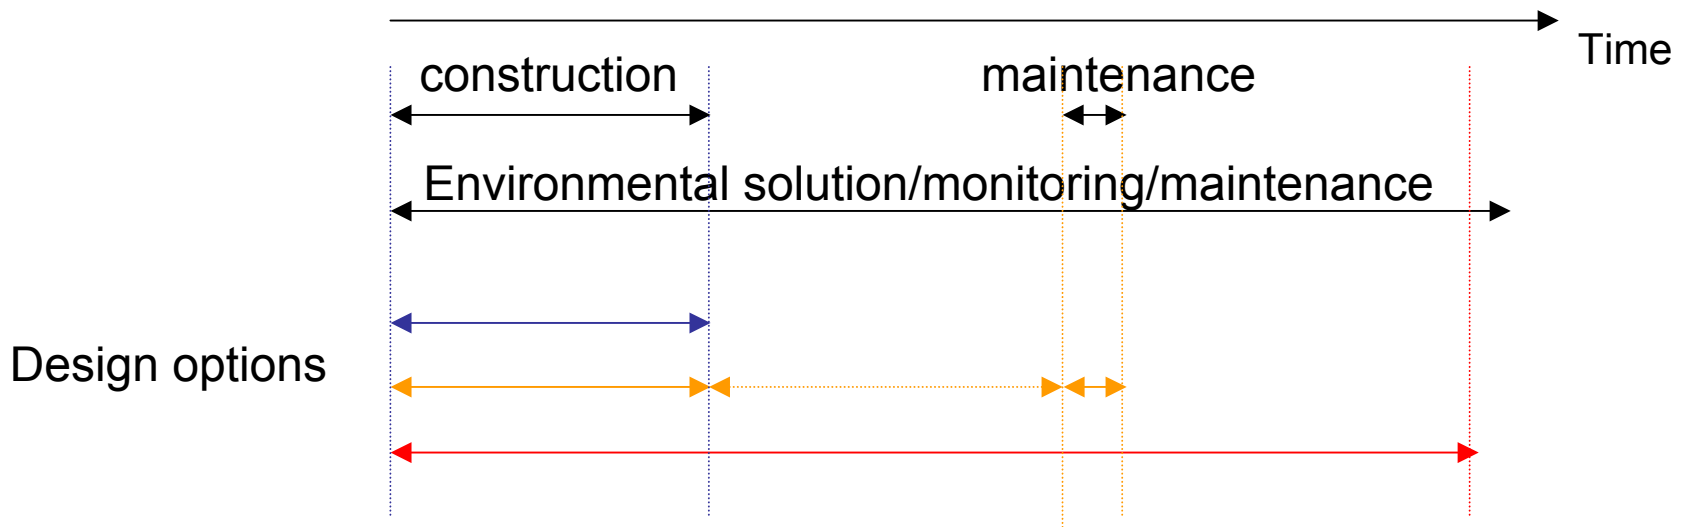 Time
construction
maintenance
Environmental solution/monitoring/maintenance
Design options